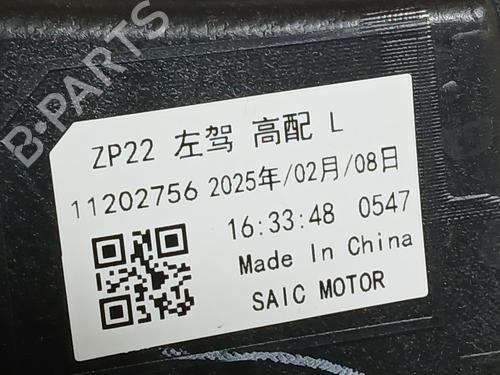 B-PARTS
ZP22 左驾 高配 L
11202756 2025年/02月/08日
16:33:48 0547
Made In China
SAIC MOTOR